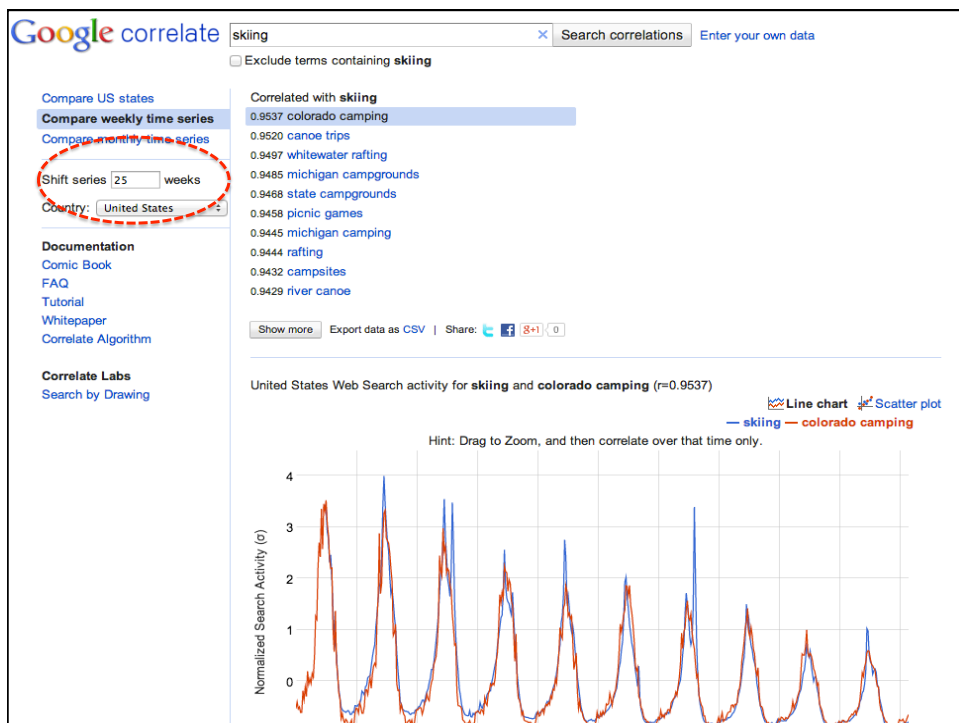 Google correlate
skiing
×
Search correlations
Enter your own data
Exclude terms containing skiing
Compare US states
Compare weekly time series
Compare monthly time series
Shift series 25 weeks
Country: United States
Documentation
Comic Book
FAQ
Tutorial
Whitepaper
Correlate Algorithm
Correlate Labs
Search by Drawing
Correlated with skiing
0.9537 colorado camping
0.9520 canoe trips
0.9497 whitewater rafting
0.9485 michigan campgrounds
0.9468 state campgrounds
0.9458 picnic games
0.9445 michigan camping
0.9444 rafting
0.9432 campsites
0.9429 river canoe
Show more Export data as CSV | Share: t f g+1 0
United States Web Search activity for skiing and colorado camping (r=0.9537)
Line chart Scatter plot
skiing colorado camping
Hint: Drag to Zoom, and then correlate over that time only.
Normalized Search Activity (σ)
4
3
2
1
0